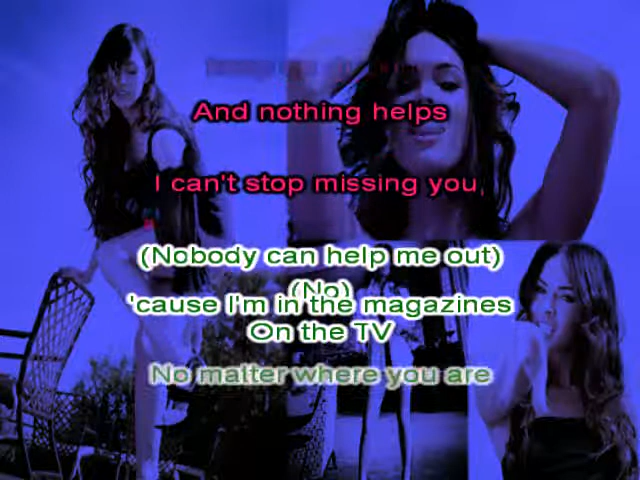 And nothing helps
I can't stop missing you,
(Nobody can help me out)
(No)
'cause I'm in the magazines
On the TV
No matter where you are